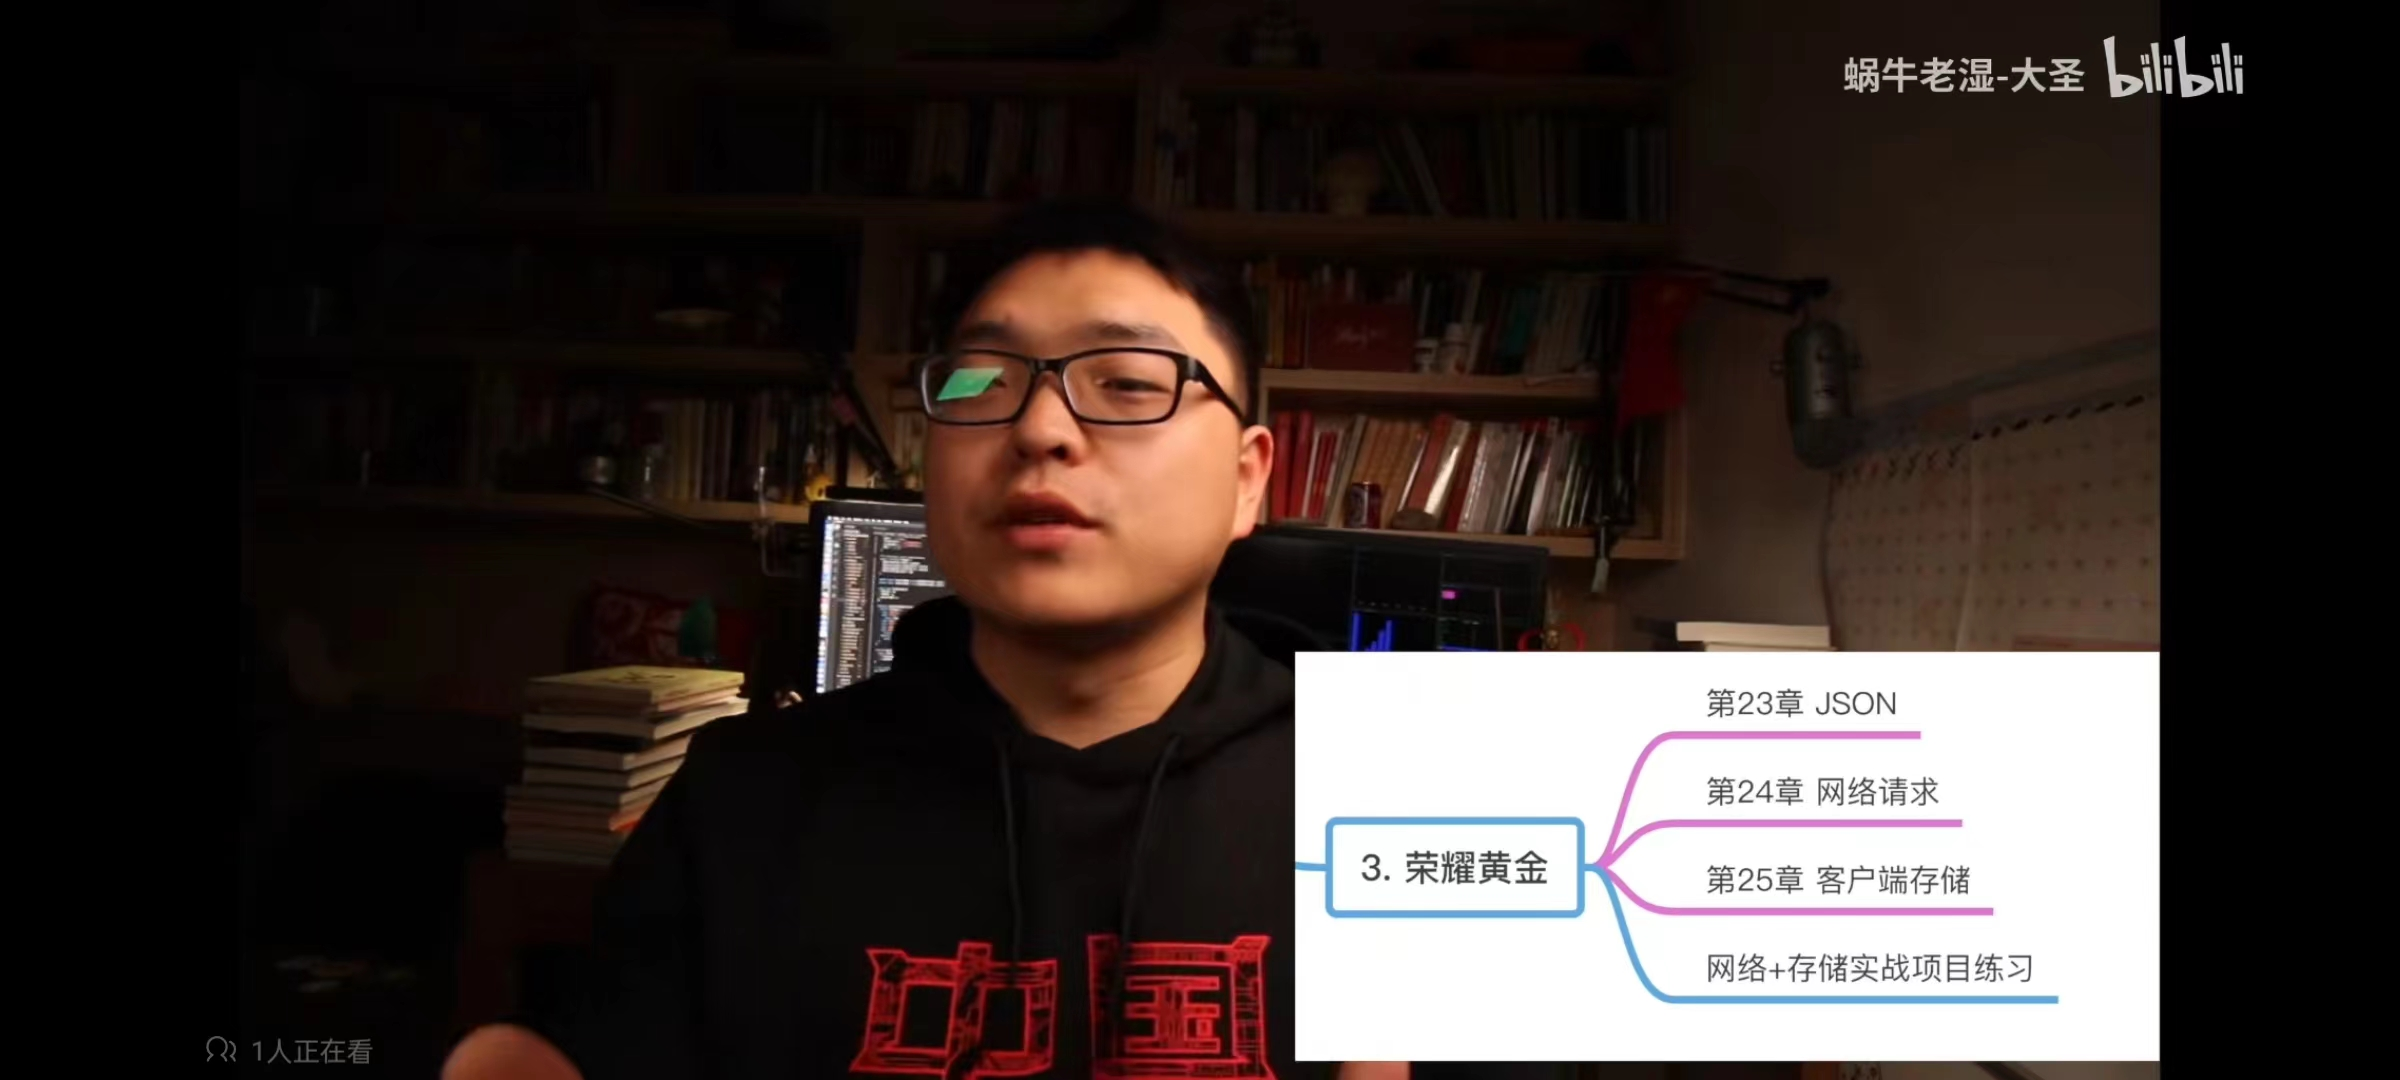 蜗牛老湿-大圣 bilibili
第23章 JSON
第24章 网络请求
3. 荣耀黄金
第25章 客户端存储
网络+存储实战项目练习
中国
1人正在看